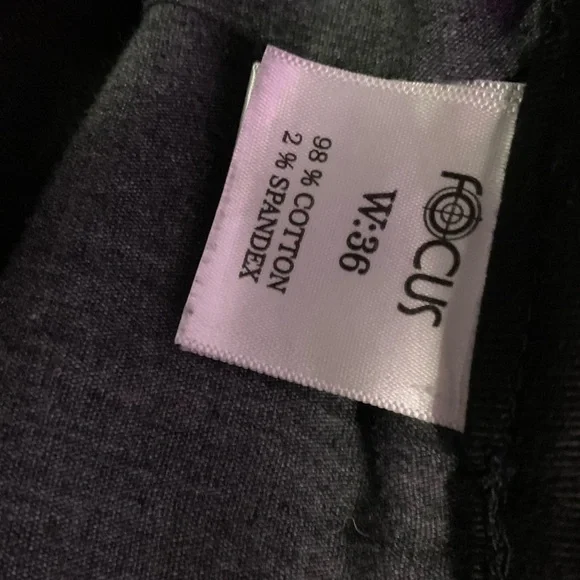 FOCUS
W:36
98 % COTTON
2 % SPANDEX